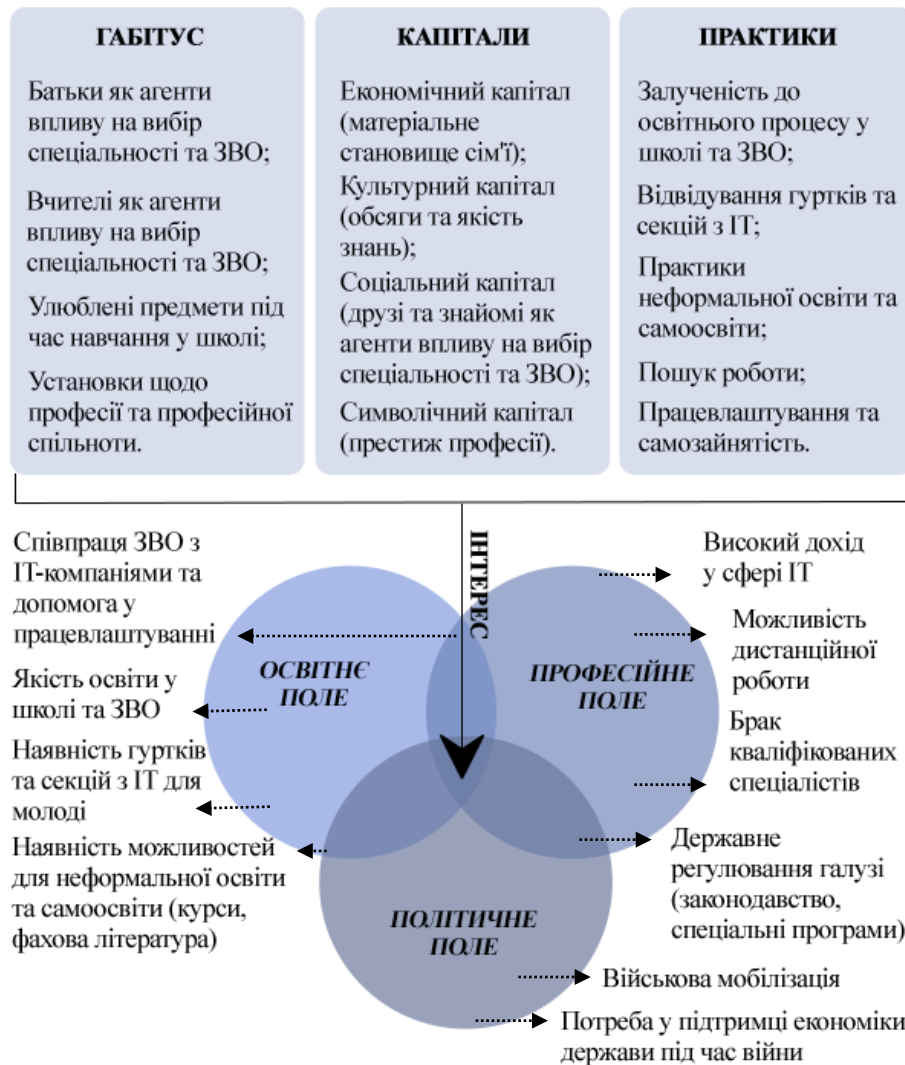 ГАБІТУС
Батьки як агенти
впливу на вибір
спеціальності та ЗВО;
Вчителі як агенти
впливу на вибір
спеціальності та ЗВО;
Улюблені предмети під
час навчання у школі;
Установки щодо
професії та професійної
спільноти.
КАПІТАЛИ
Економічний капітал
(матеріальне
становище сім'ї);
Культурний капітал
(обсяги та якість
знань);
Соціальний капітал
(друзі та знайомі як
агенти впливу на вибір
спеціальності та ЗВО);
Символічний капітал
(престиж професії).
ПРАКТИКИ
Залученість до
освітнього процесу у
школі та ЗВО;
Відвідування гуртків та
секцій з ІТ;
Практики
неформальної освіти та
самоосвіти;
Пошук роботи;
Працевлаштування та
самозайнятість.
ІНТЕРЕС
Співпраця ЗВО з
ІТ-компаніями та
допомога у
працевлаштуванні
Якість освіти у
школі та ЗВО
Наявність гуртків
та секцій з ІТ для
молоді
Наявність можливостей
для неформальної освіти
та самоосвіти (курси,
фахова література)
ОСВІТНЄ
ПОЛЕ
ПРОФЕСІЙНЕ
ПОЛЕ
ПОЛІТИЧНЕ
ПОЛЕ
Високий дохід
у сфері ІТ
Можливість
дистанційної
роботи
Брак
кваліфікованих
спеціалістів
Державне
регулювання галузі
(законодавство,
спеціальні програми)
Військова мобілізація
Потреба у підтримці економіки
держави під час війни